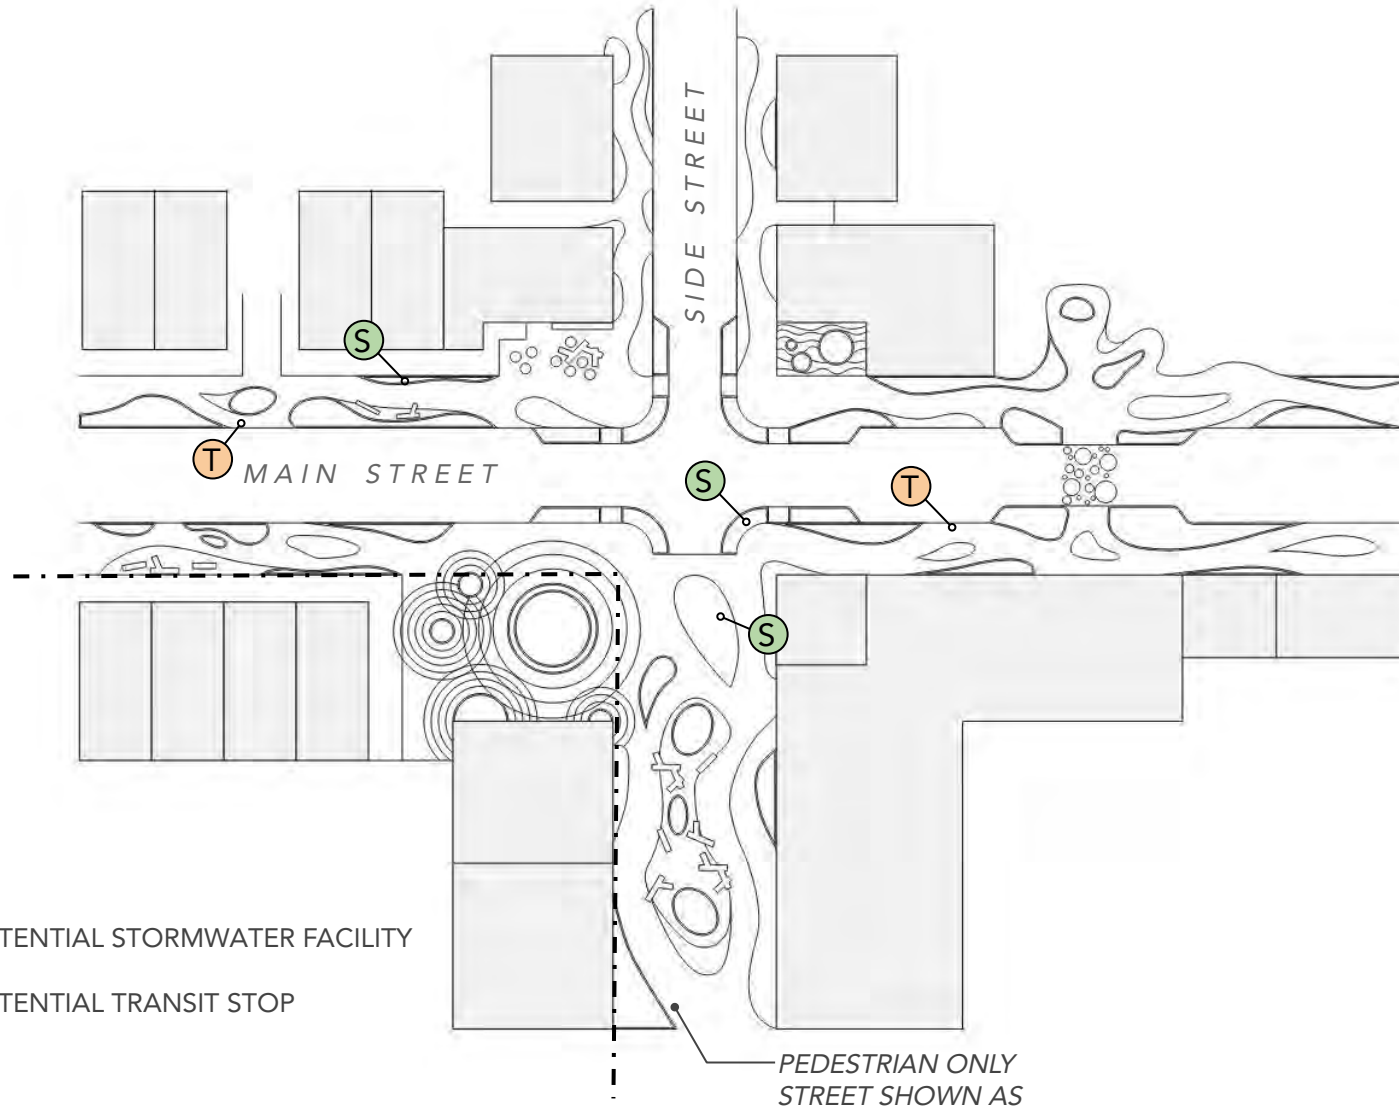 SIDE STREET
S
T
MAIN STREET
S
T
S
TENTIAL STORMWATER FACILITY
TENTIAL TRANSIT STOP
PEDESTRIAN ONLY
STREET SHOWN AS